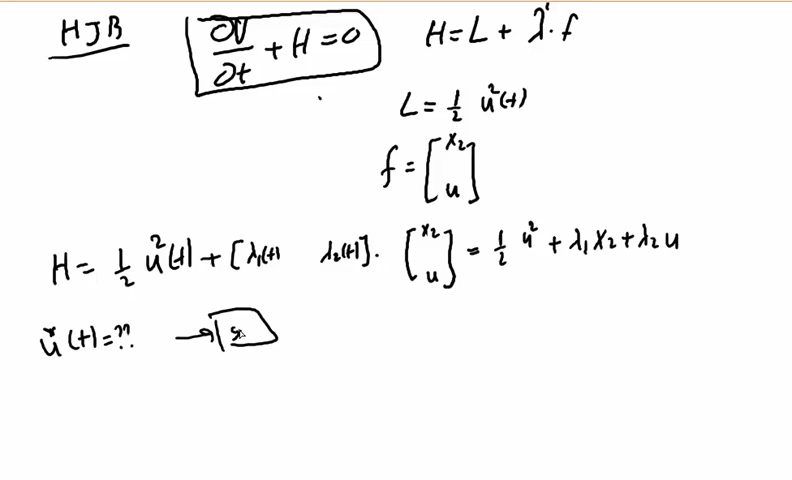 HJB ∂V/∂t + H = 0 H = L + λ'·f
L = 1/2 u²(t)
f = [x₂ u]
H = 1/2 u²(t) + [λ₁(t) λ₂(t)]· [x₂ u] = 1/2 u² + λ₁x₂ + λ₂u
u*(t) = ?? →